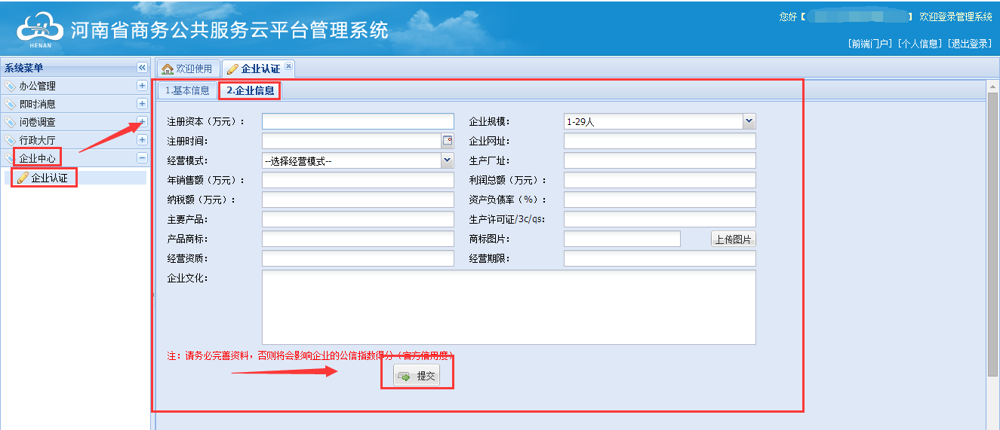 您好【 】 欢迎登录管理系统
河南省商务公共服务云平台管理系统
HENAN
[前端门户] [个人信息] [退出登录]
系统菜单
办公管理
即时消息
问卷调查
行政大厅
企业中心
企业认证
欢迎使用 企业认证
1.基本信息 2.企业信息
注册资本（万元）： 企业规模： 1-29人
注册时间： 企业网址：
经营模式： --选择经营模式-- 生产厂址：
年销售额（万元）： 利润总额（万元）：
纳税额（万元）： 资产负债率（%）：
主要产品： 生产许可证/3c/qs:
产品商标： 商标图片： 上传图片
经营资质： 经营期限：
企业文化：
注：请务必完善资料，否则将会影响企业的公信指数得分（官方信用度）
提交